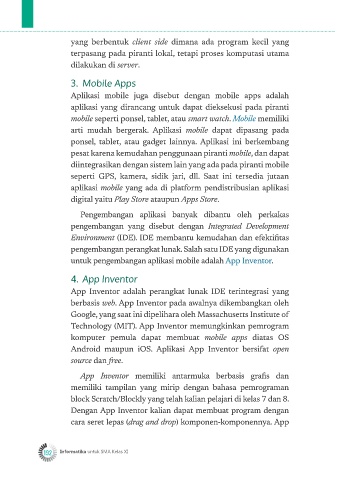 yang berbentuk client side dimana ada program kecil yang
terpasang pada piranti lokal, tetapi proses komputasi utama
dilakukan di server.
3. Mobile Apps
Aplikasi mobile juga disebut dengan mobile apps adalah
aplikasi yang dirancang untuk dapat dieksekusi pada piranti
mobile seperti ponsel, tablet, atau smart watch. Mobile memiliki
arti mudah bergerak. Aplikasi mobile dapat dipasang pada
ponsel, tablet, atau gadget lainnya. Aplikasi ini berkembang
pesat karena kemudahan penggunaan piranti mobile, dan dapat
diintegrasikan dengan sistem lain yang ada pada piranti mobile
seperti GPS, kamera, sidik jari, dll. Saat ini tersedia jutaan
aplikasi mobile yang ada di platform pendistribusian aplikasi
digital yaitu Play Store ataupun Apps Store.
Pengembangan aplikasi banyak dibantu oleh perkakas
pengembangan yang disebut dengan Integrated Development
Environment (IDE). IDE membantu kemudahan dan efektifitas
pengembangan perangkat lunak. Salah satu IDE yang digunakan
untuk pengembangan aplikasi mobile adalah App Inventor.
4. App Inventor
App Inventor adalah perangkat lunak IDE terintegrasi yang
berbasis web. App Inventor pada awalnya dikembangkan oleh
Google, yang saat ini dipelihara oleh Massachusetts Institute of
Technology (MIT). App Inventor memungkinkan pemrogram
komputer pemula dapat membuat mobile apps diatas OS
Android maupun iOS. Aplikasi App Inventor bersifat open
source dan free.
App Inventor memiliki antarmuka berbasis grafis dan
memiliki tampilan yang mirip dengan bahasa pemrograman
block Scratch/Blockly yang telah kalian pelajari di kelas 7 dan 8.
Dengan App Inventor kalian dapat membuat program dengan
cara seret lepas (drag and drop) komponen-komponennya. App
192 Informatika untuk SMA Kelas XI